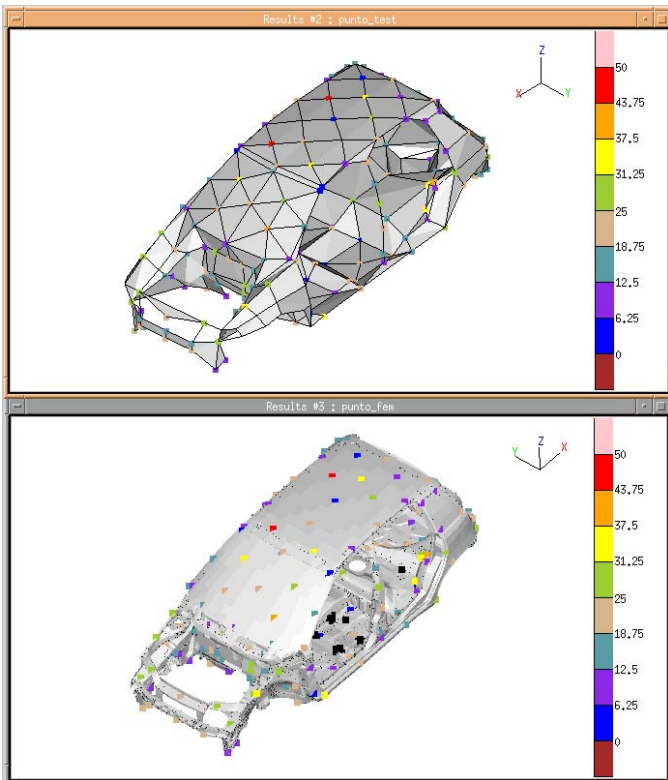 Results #2 : punto_test
Z
X
Y
50
43,75
37,5
31,25
25
18,75
12,5
6,25
0
Results #3 : punto_fem
Y
Z
X
50
43,75
37,5
31,25
25
18,75
12,5
6,25
0